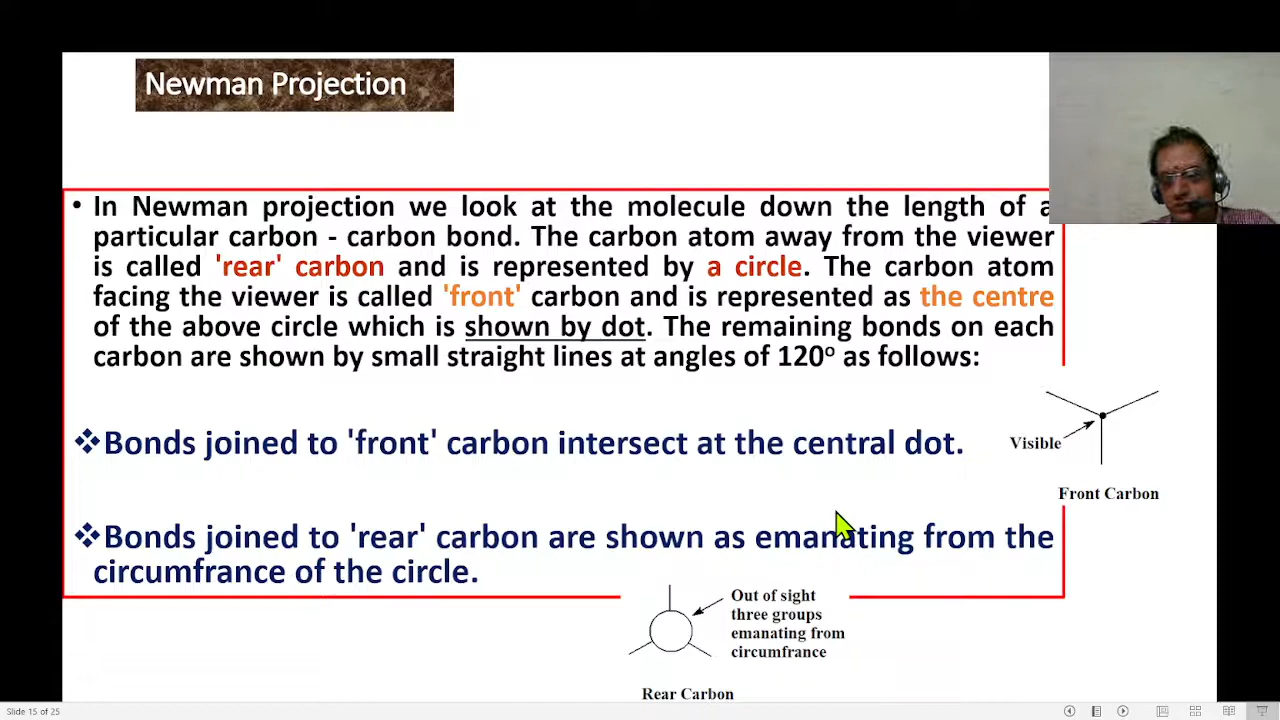 Newman Projection
• In Newman projection we look at the molecule down the length of a
particular carbon - carbon bond. The carbon atom away from the viewer
is called 'rear' carbon and is represented by a circle. The carbon atom
facing the viewer is called 'front' carbon and is represented as the centre
of the above circle which is shown by dot. The remaining bonds on each
carbon are shown by small straight lines at angles of 120º as follows:
❖Bonds joined to 'front' carbon intersect at the central dot.
Visible
Front Carbon
❖Bonds joined to 'rear' carbon are shown as emanating from the
circumfrance of the circle.
Out of sight
three groups
emanating from
circumfrance
Rear Carbon
Slide 15 of 25